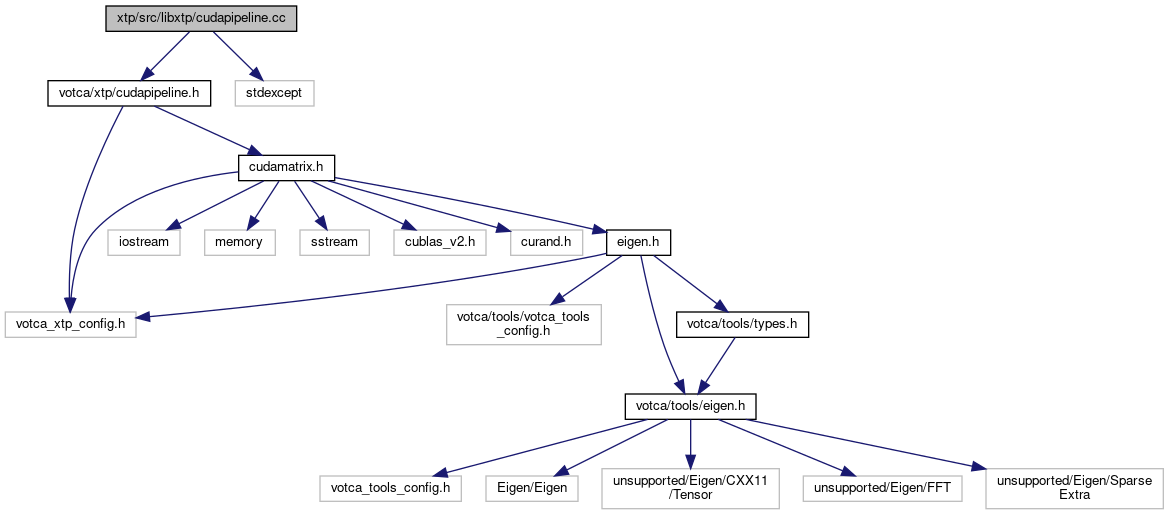 xtp/src/libxtp/cudapipeline.cc
votca/xtp/cudapipeline.h
stdexcept
cudamatrix.h
iostream
memory
sstream
cublas_v2.h
curand.h
eigen.h
votca_xtp_config.h
votca/tools/votca_tools
_config.h
votca/tools/types.h
votca/tools/eigen.h
votca_tools_config.h
Eigen/Eigen
unsupported/Eigen/CXX11
/Tensor
unsupported/Eigen/FFT
unsupported/Eigen/Sparse
Extra